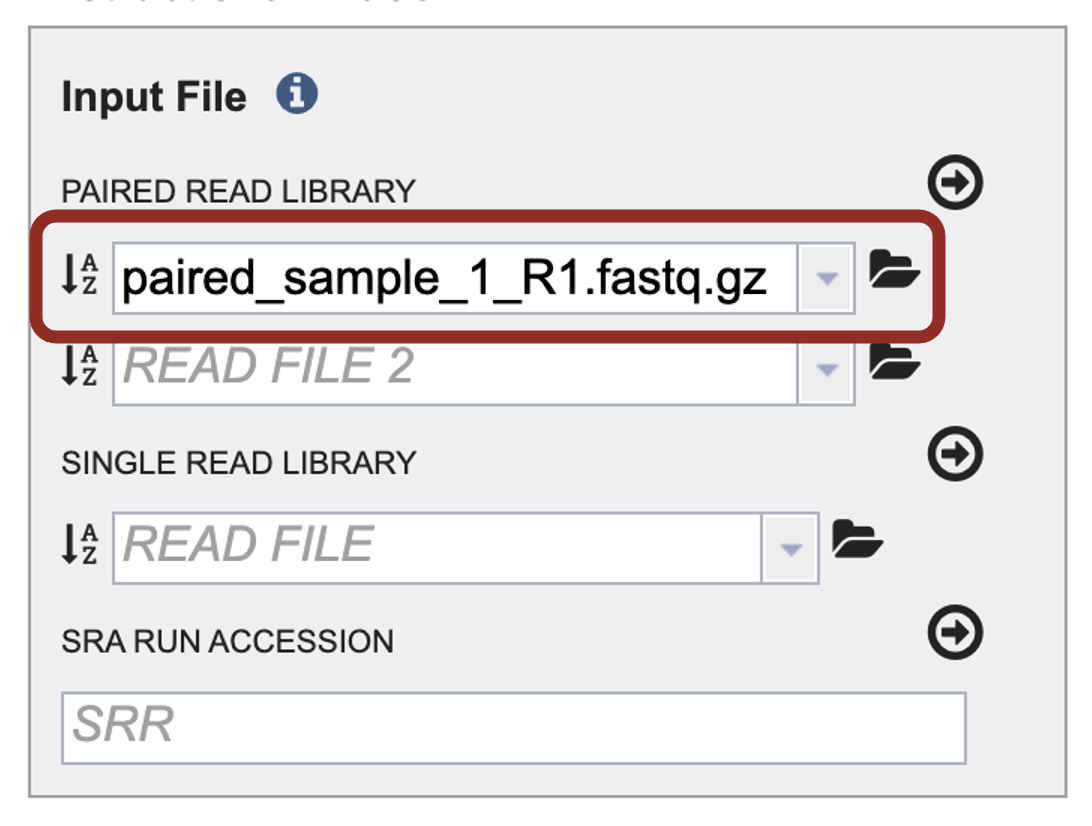 Input File
PAIRED READ LIBRARY
paired_sample_1_R1.fastq.gz
READ FILE 2
SINGLE READ LIBRARY
READ FILE
SRA RUN ACCESSION
SRR